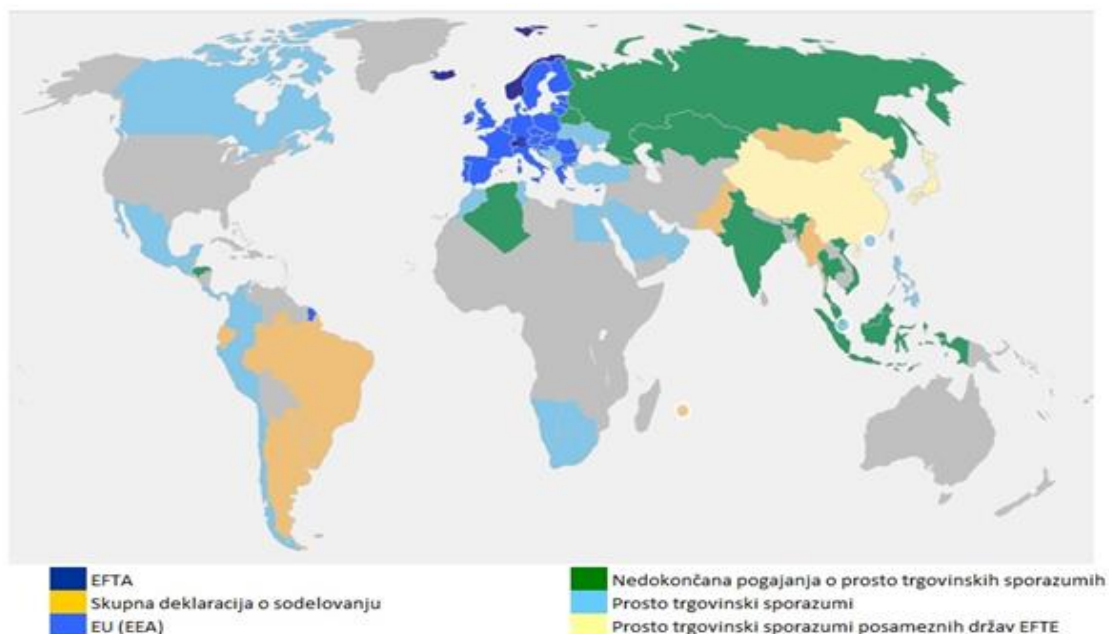 EFTA
Skupna deklaracija o sodelovanju
EU (EEA)
Nedokončana pogajanja o prosto trgovinskih sporazumih
Prosto trgovinski sporazumi
Prosto trgovinski sporazumi posameznih držav EFTE